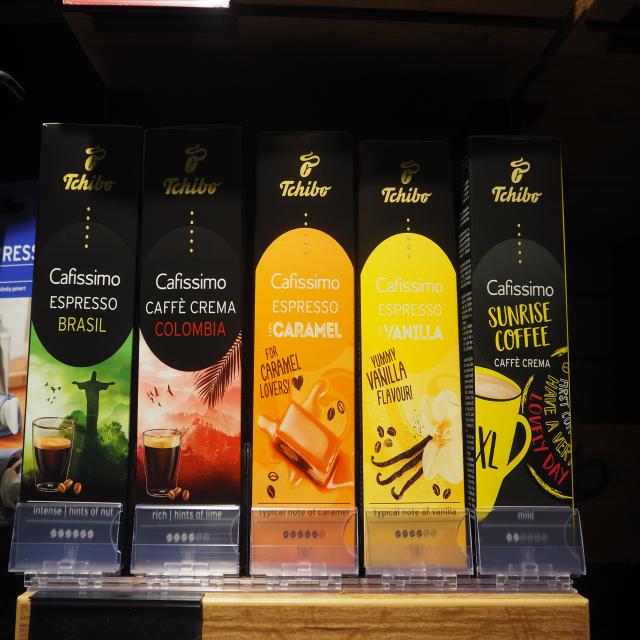 RESS
Tchibo
Cafissimo
ESPRESSO
BRASIL
intense | hints of nut
Tchibo
Cafissimo
CAFFÈ CREMA
COLOMBIA
rich | hints of lime
Tchibo
Cafissimo
ESPRESSO
CARAMEL
FOR
CARAMEL
LOVERS!
typical note of caramel
Tchibo
Cafissimo
ESPRESSO
VANILLA
YUMMY
VANILLA
FLAVOUR!
typical note of vanilla
Tchibo
Cafissimo
SUNRISE
COFFEE
CAFFÈ CREMA
XL
HAVE A VERY
LOVELY DAY
mild